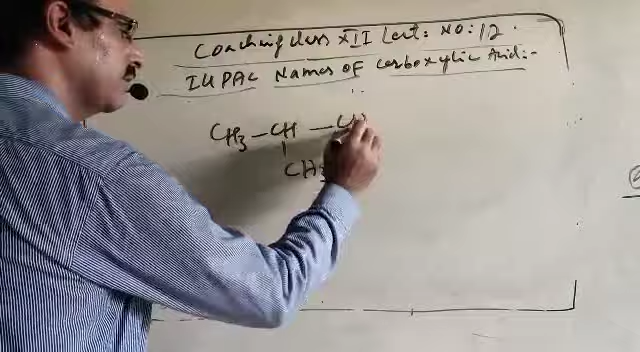 Coaching class XII Lect: NO: 12.
IUPAC Names of carboxylic Acid:-
CH3 - CH - CH
CH3